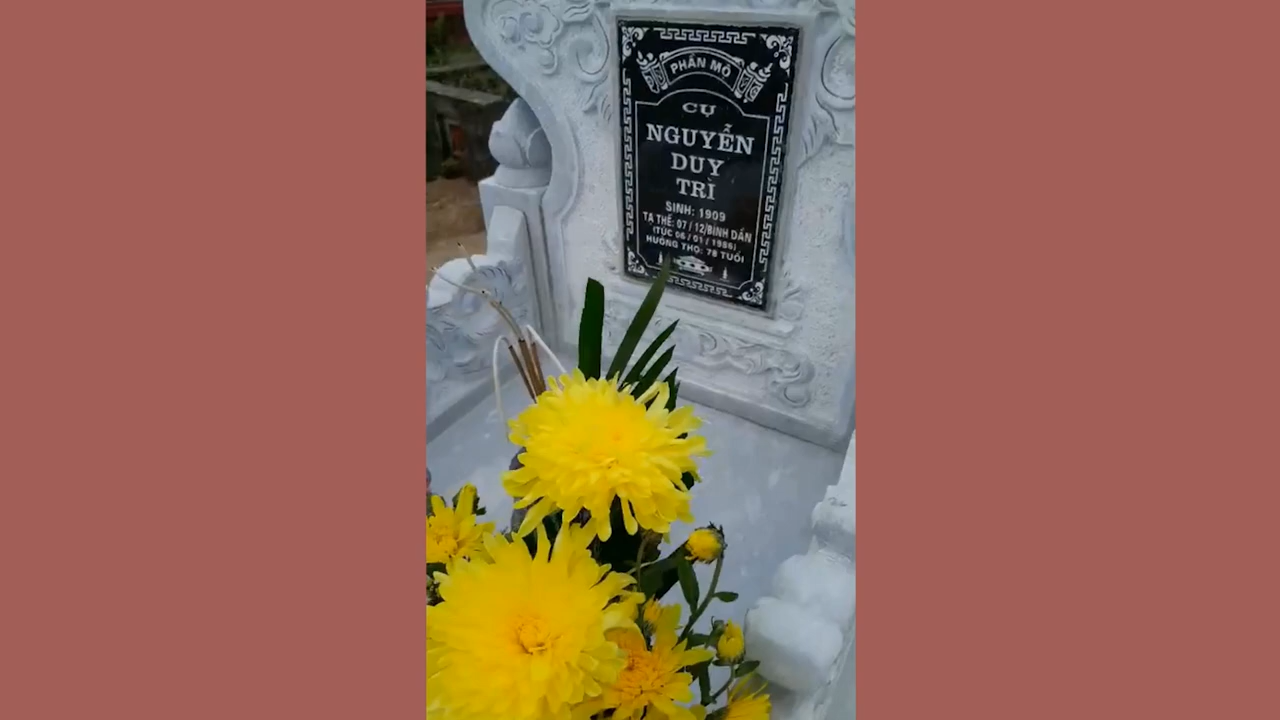 PHẦN MỘ
CỤ
NGUYỄN
DUY
TRÌ
SINH: 1909
TẠ THẾ: 07 / 12/BÍNH DẦN
(TỨC 06 / 01 / 1986)
HƯỞNG THỌ: 78 TUỔI